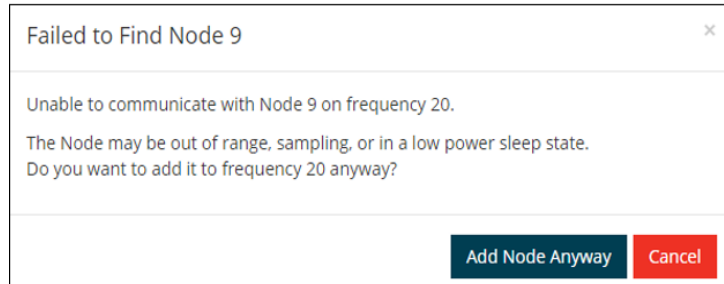 Failed to Find Node 9
×
Unable to communicate with Node 9 on frequency 20.
The Node may be out of range, sampling, or in a low power sleep state.
Do you want to add it to frequency 20 anyway?
Add Node Anyway Cancel